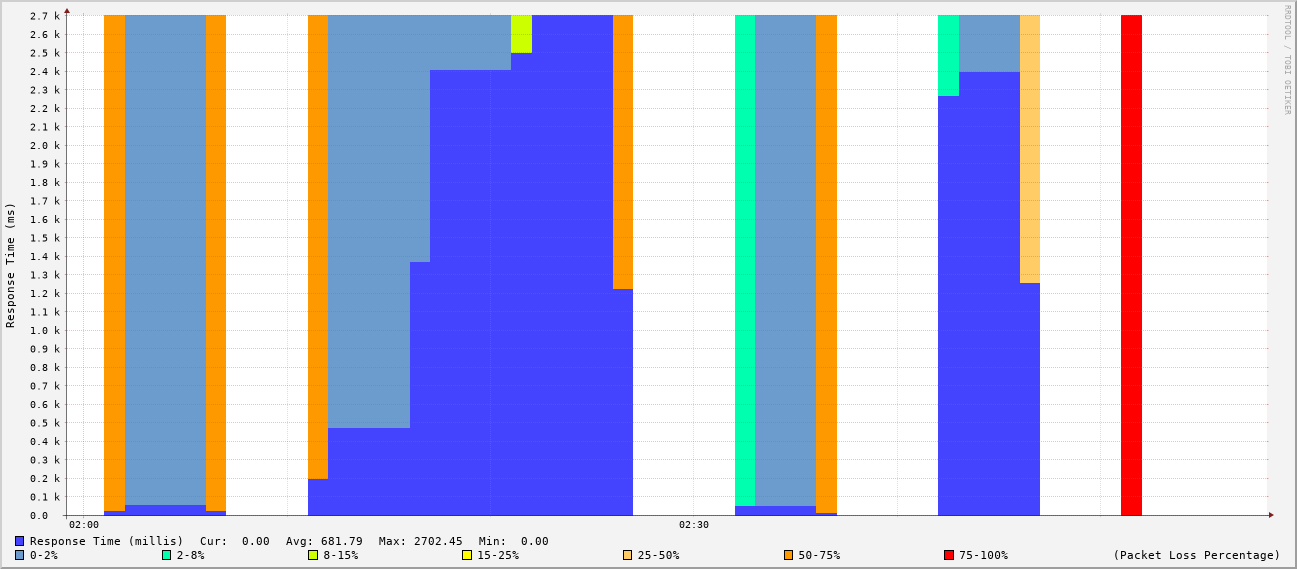 RRDTOOL / TOBI OETIKER
Response Time (ms)
2.7 k
2.6 k
2.5 k
2.4 k
2.3 k
2.2 k
2.1 k
2.0 k
1.9 k
1.8 k
1.7 k
1.6 k
1.5 k
1.4 k
1.3 k
1.2 k
1.1 k
1.0 k
0.9 k
0.8 k
0.7 k
0.6 k
0.5 k
0.4 k
0.3 k
0.2 k
0.1 k
0.0
02:00 02:30
Response Time (millis) Cur: 0.00 Avg: 681.79 Max: 2702.45 Min: 0.00
0-2% 2-8% 8-15% 15-25% 25-50% 50-75% 75-100% (Packet Loss Percentage)